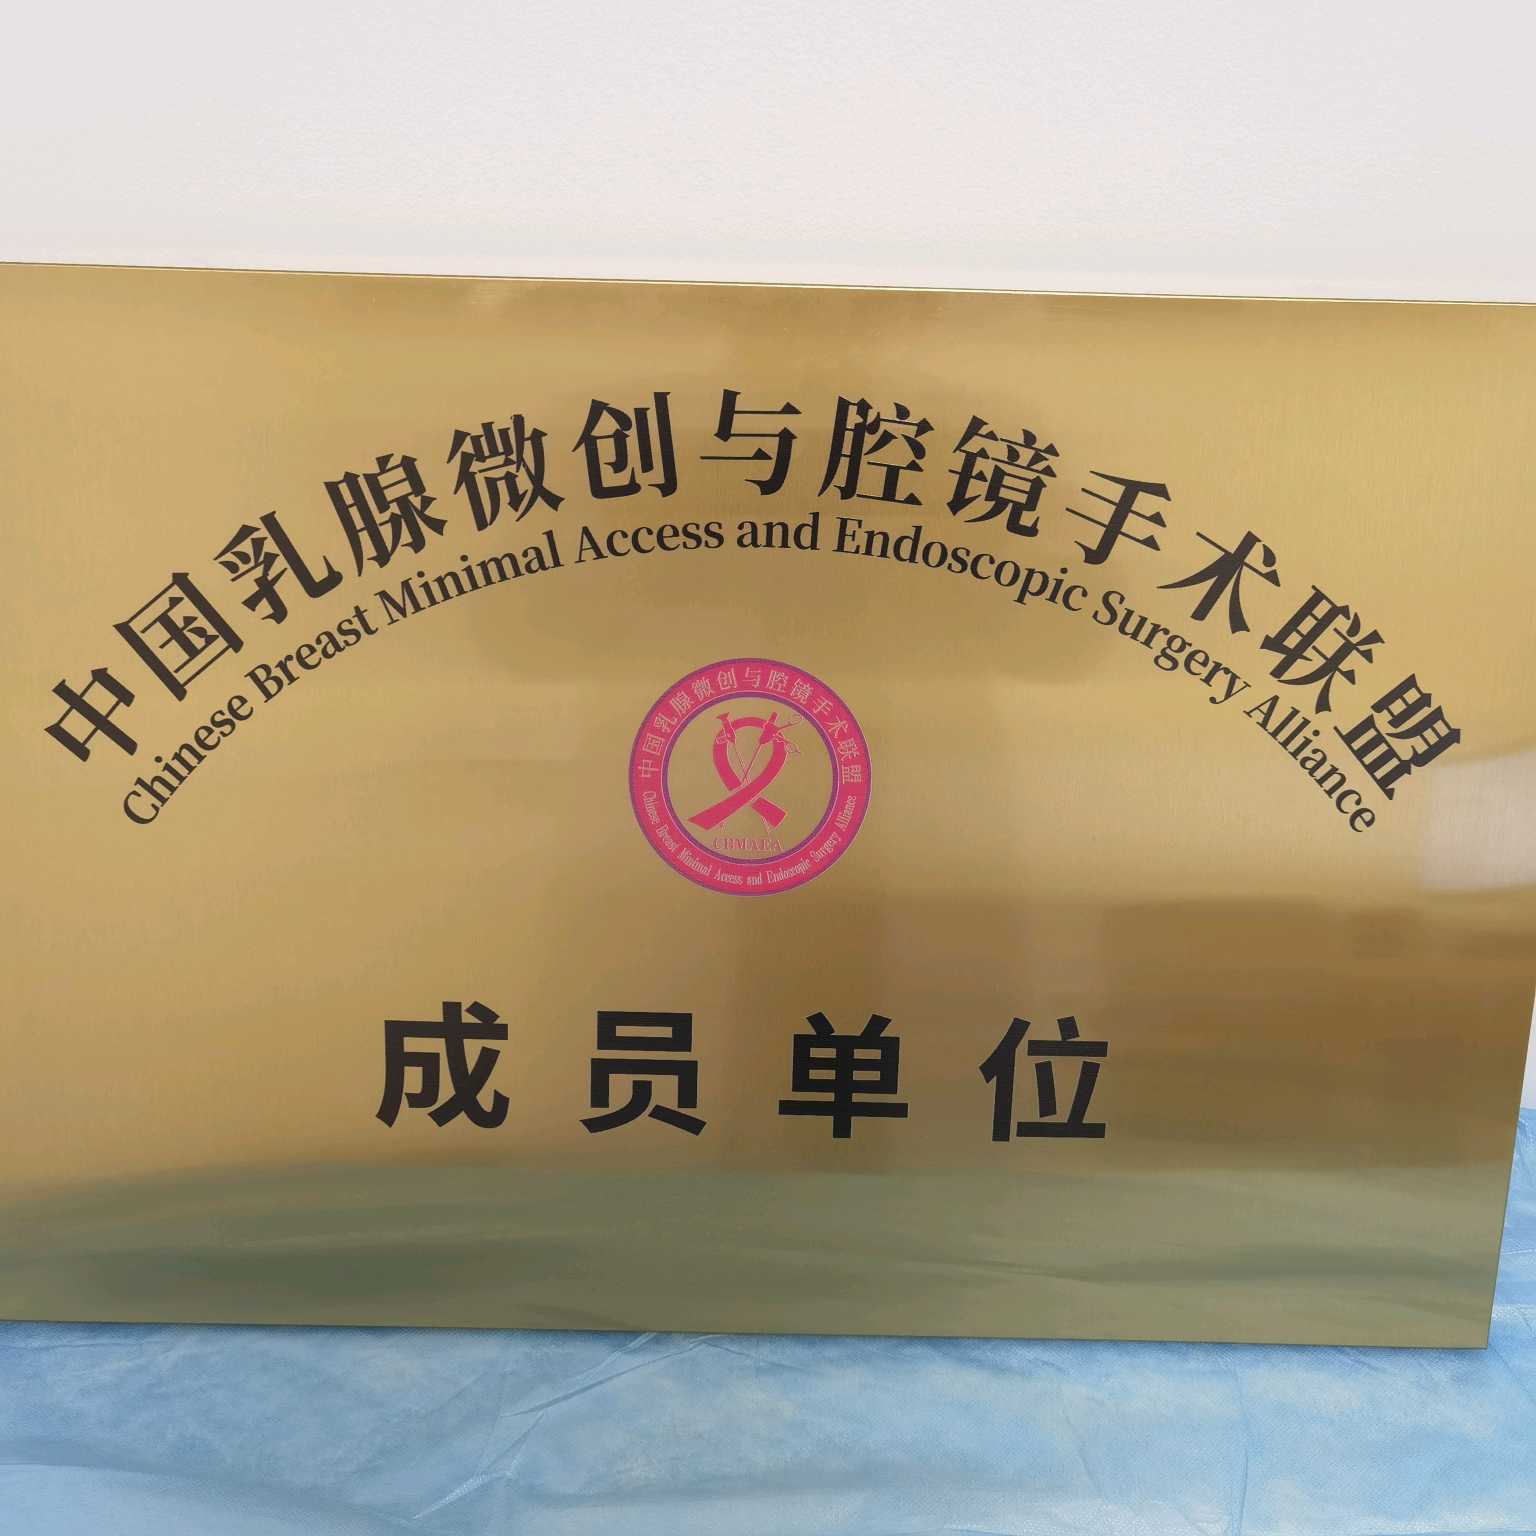 中国乳腺微创与腔镜手术联盟
Chinese Breast Minimal Access and Endoscopic Surgery Alliance
中国乳腺微创与腔镜手术联盟
CBMAEA
Chinese Breast Minimal Access and Endoscopic Surgery Alliance
成员单位